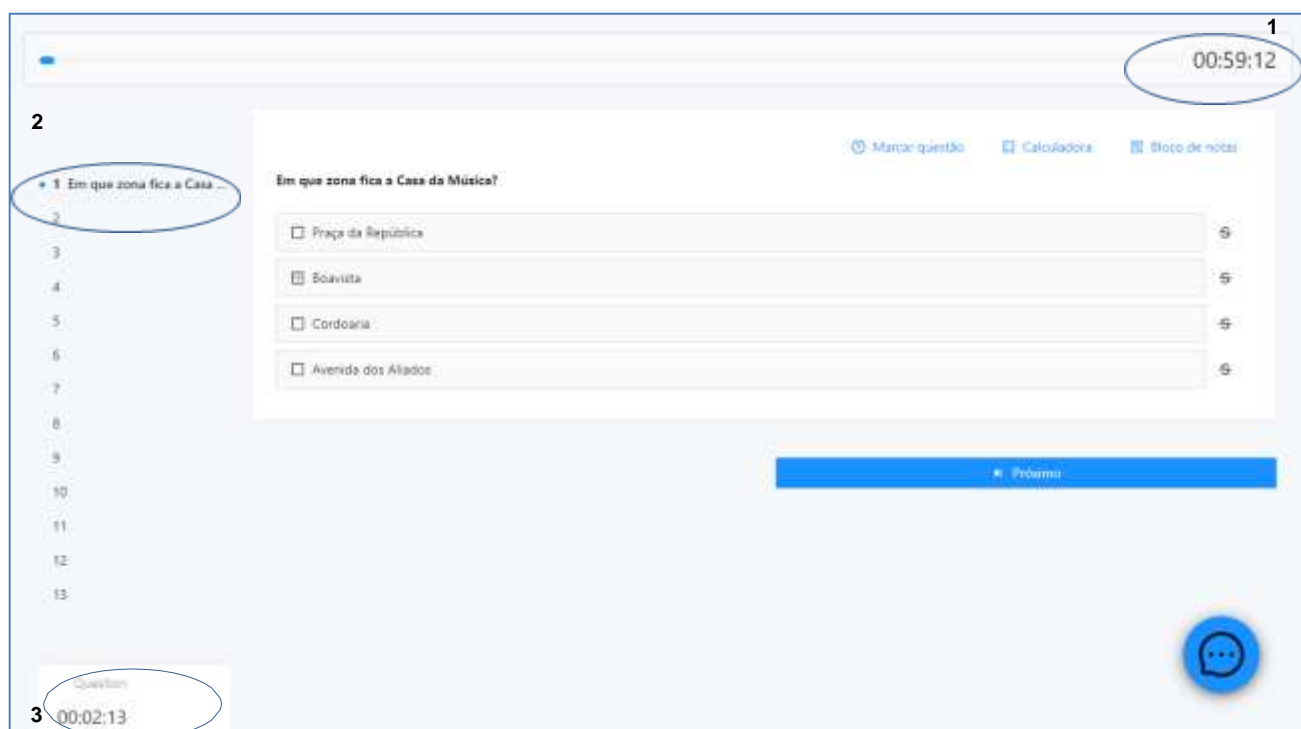 1
00:59:12
2
Marcar questão Calculadora Bloco de notas
1 Em que zona fica a Casa ...
Em que zona fica a Casa da Música?
2
Praça da República
3
Boavista
4
5
Cordoaria
6
Avenida dos Aliados
7
8
9
Próximo
10
11
12
13
Question
3 00:02:13